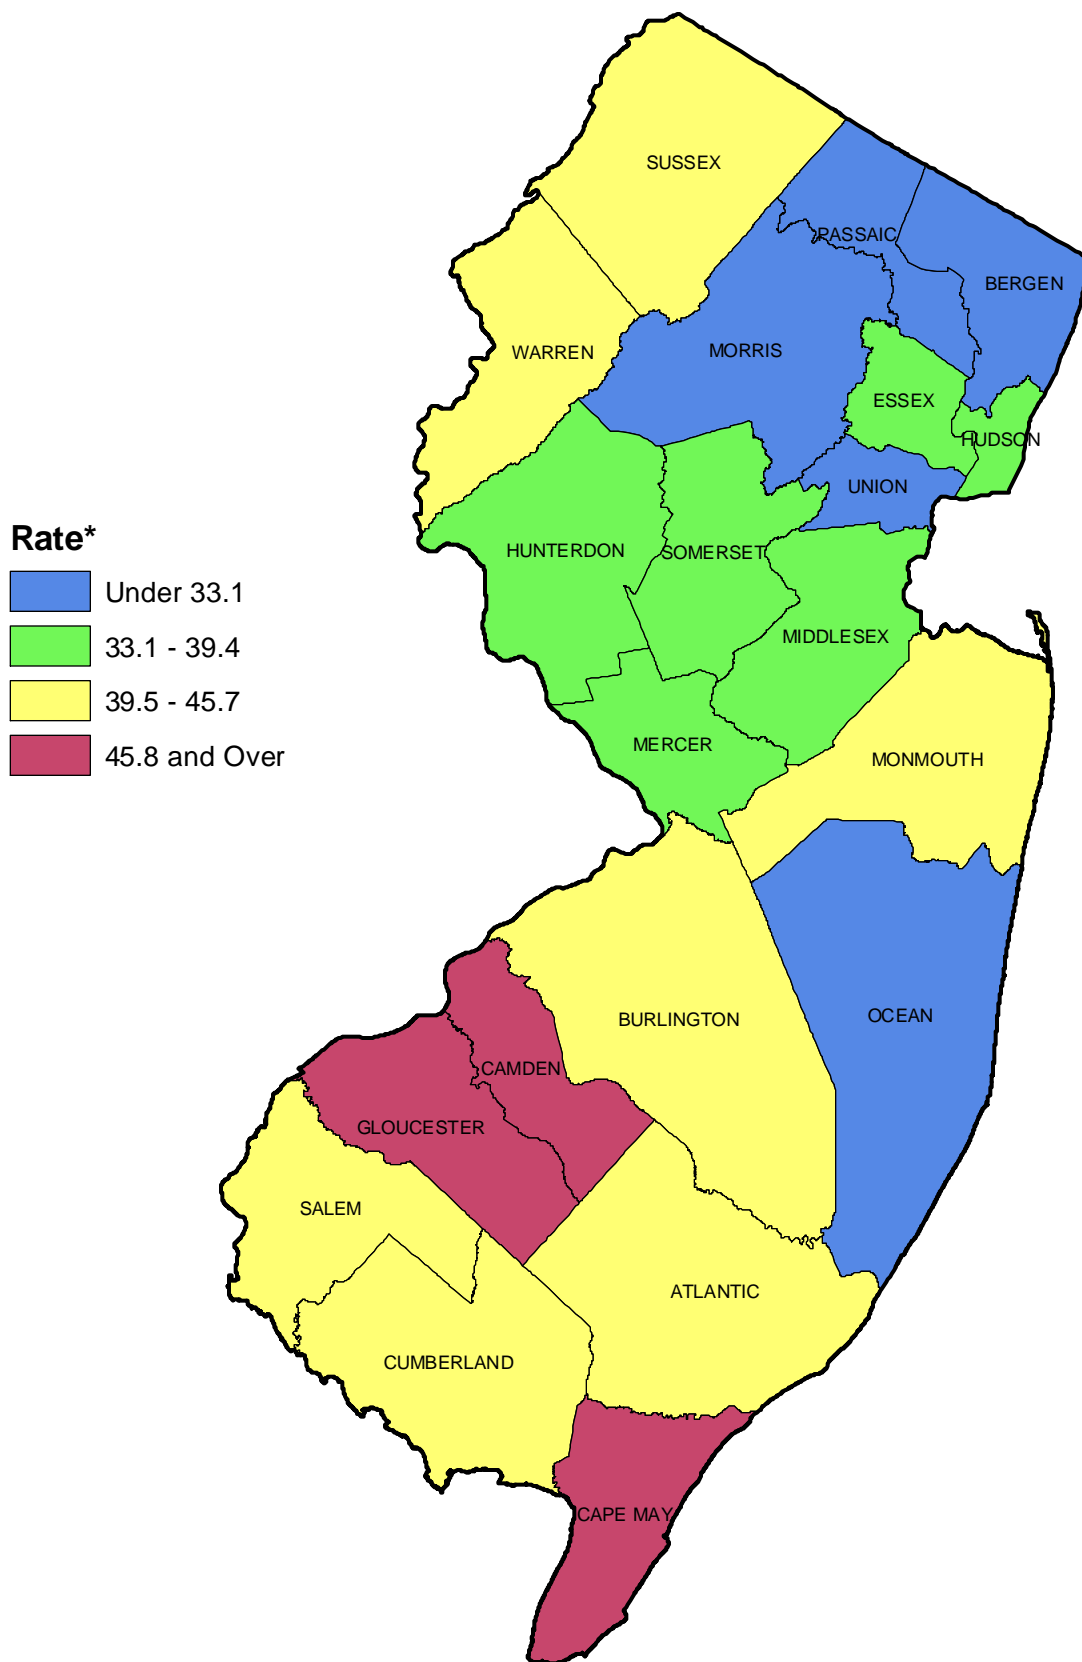 SUSSEX
PASSAIC
BERGEN
WARREN
MORRIS
ESSEX
HUDSON
UNION
Rate*
Under 33.1
33.1 - 39.4
39.5 - 45.7
45.8 and Over
HUNTERDON
SOMERSET
MIDDLESEX
MERCER
MONMOUTH
OCEAN
BURLINGTON
CAMDEN
GLOUCESTER
SALEM
ATLANTIC
CUMBERLAND
CAPE MAY